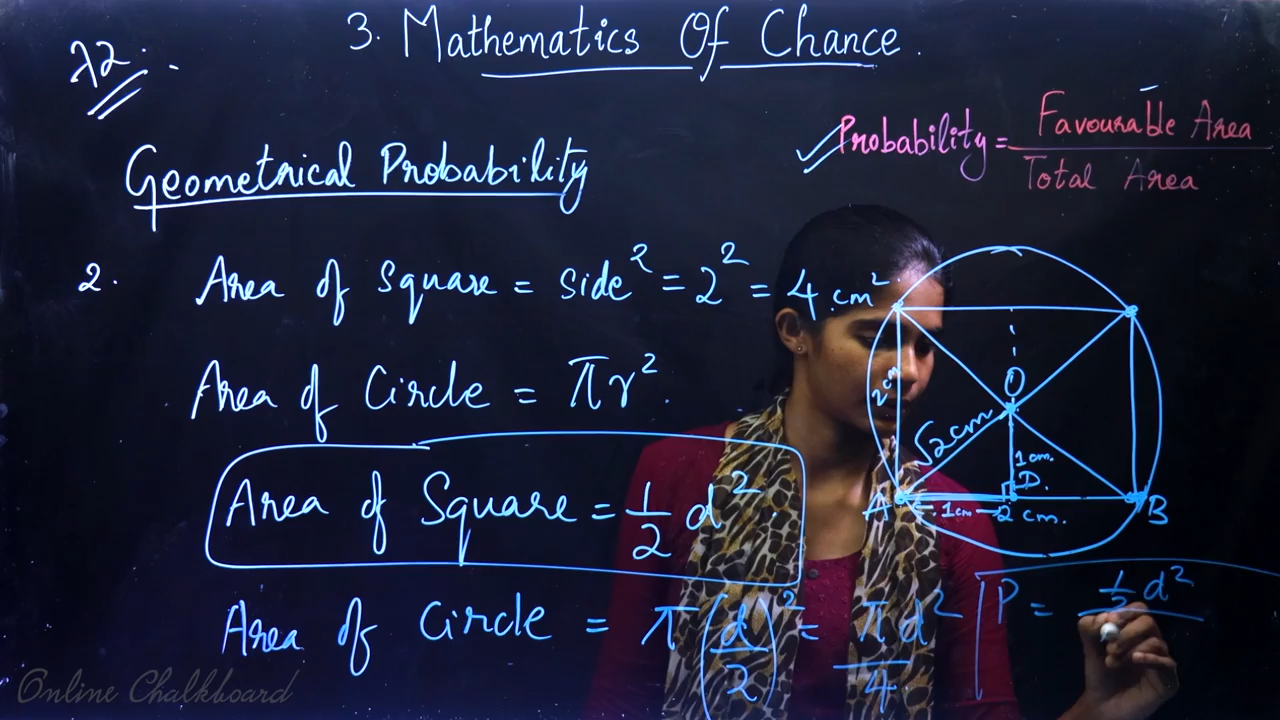 3. Mathematics Of Chance.
72.
Probability = Favourable Area / Total Area
Geometrical Probability
2. Area of square = side² = 2² = 4 cm²
Area of Circle = πr².
Area of Square = 1/2 d²
Area of Circle = π(d/2)² = πd²/4
P = 1/2 d²
O
2cm
√2cm
1cm.
D.
A
1cm
2 cm.
B
Online Chalkboard